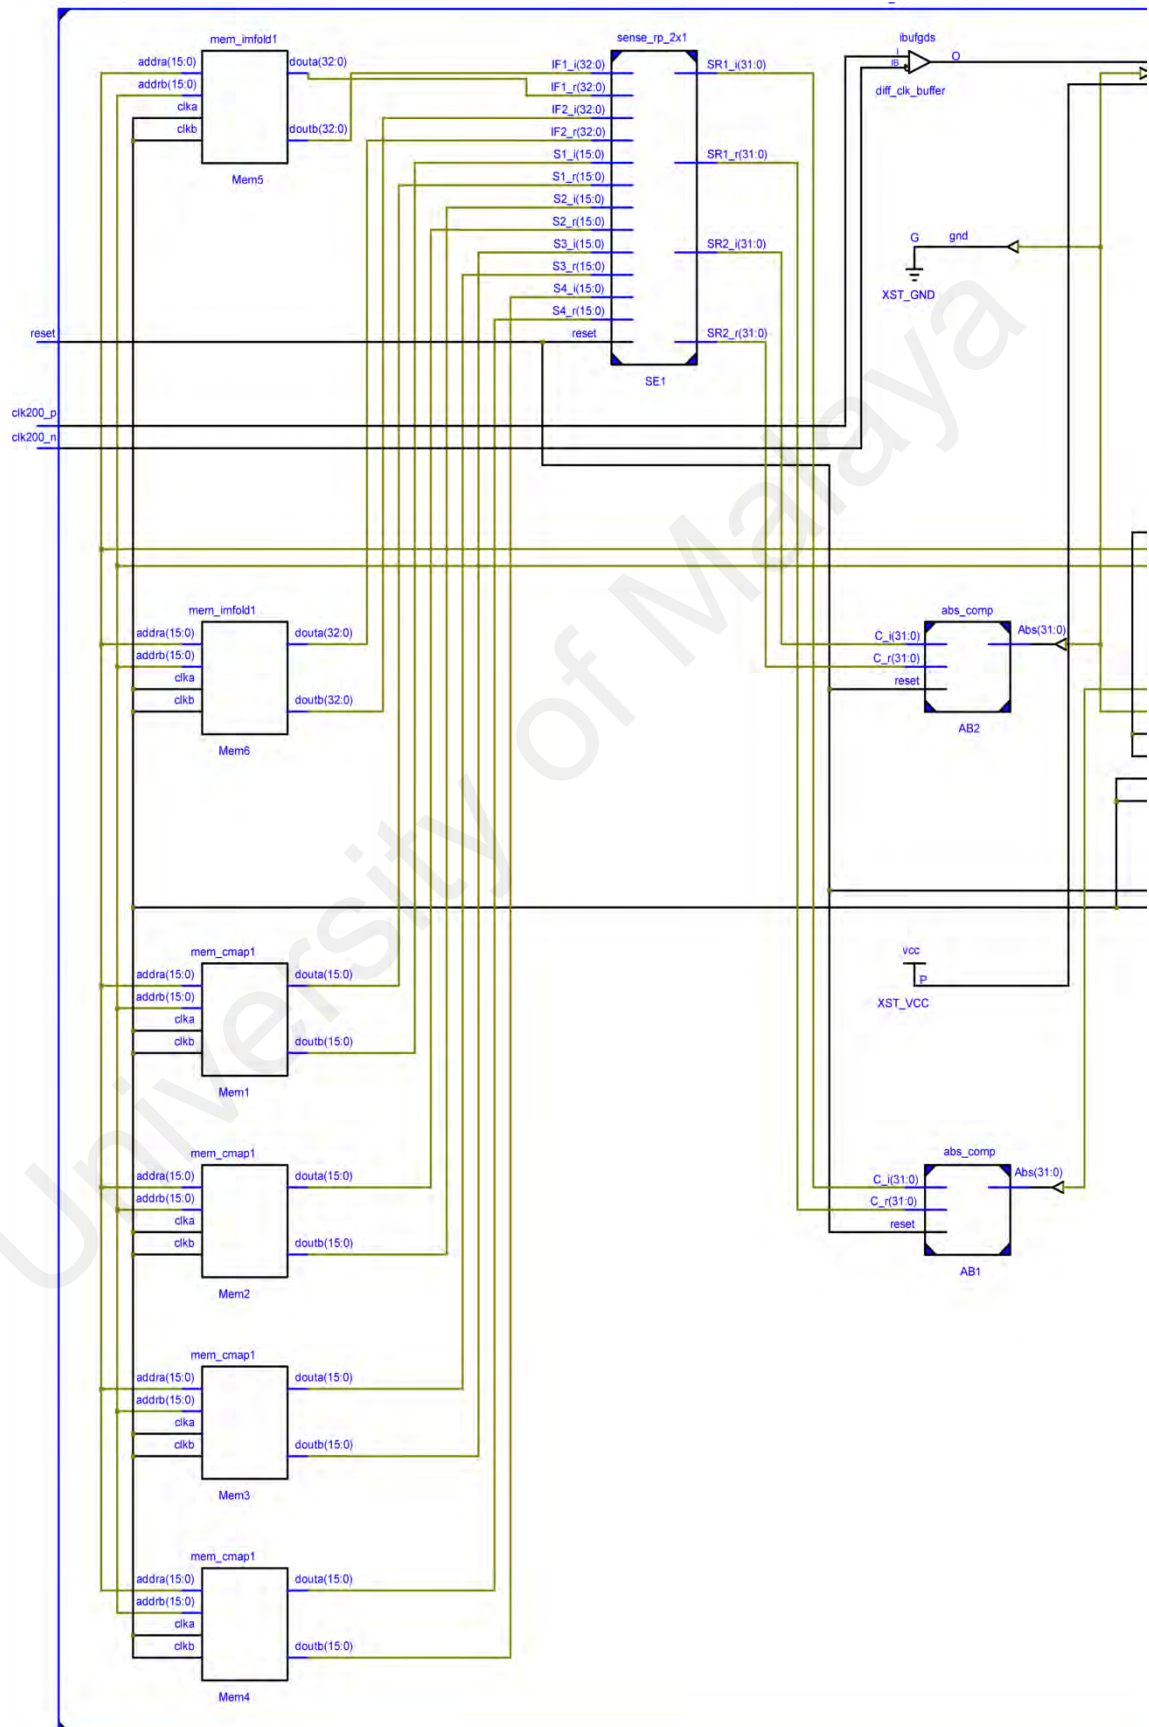 mem_imfold1
addra(15:0)
addrb(15:0)
clka
clkb
douta(32:0)
doutb(32:0)
Mem5
sense_rp_2x1
IF1_i(32:0)
IF1_r(32:0)
IF2_i(32:0)
IF2_r(32:0)
S1_i(15:0)
S1_r(15:0)
S2_i(15:0)
S2_r(15:0)
S3_i(15:0)
S3_r(15:0)
S4_i(15:0)
S4_r(15:0)
reset
SR1_i(31:0)
SR1_r(31:0)
SR2_i(31:0)
SR2_r(31:0)
SE1
ibufgds
I
IB
O
diff_clk_buffer
G
gnd
XST_GND
reset
clk200_p
clk200_n
mem_imfold1
addra(15:0)
addrb(15:0)
clka
clkb
douta(32:0)
doutb(32:0)
Mem6
abs_comp
C_i(31:0)
C_r(31:0)
reset
Abs(31:0)
AB2
mem_cmap1
addra(15:0)
addrb(15:0)
clka
clkb
douta(15:0)
doutb(15:0)
Mem1
vcc
P
XST_VCC
mem_cmap1
addra(15:0)
addrb(15:0)
clka
clkb
douta(15:0)
doutb(15:0)
Mem2
abs_comp
C_i(31:0)
C_r(31:0)
reset
Abs(31:0)
AB1
mem_cmap1
addra(15:0)
addrb(15:0)
clka
clkb
douta(15:0)
doutb(15:0)
Mem3
mem_cmap1
addra(15:0)
addrb(15:0)
clka
clkb
douta(15:0)
doutb(15:0)
Mem4
University of Malaya